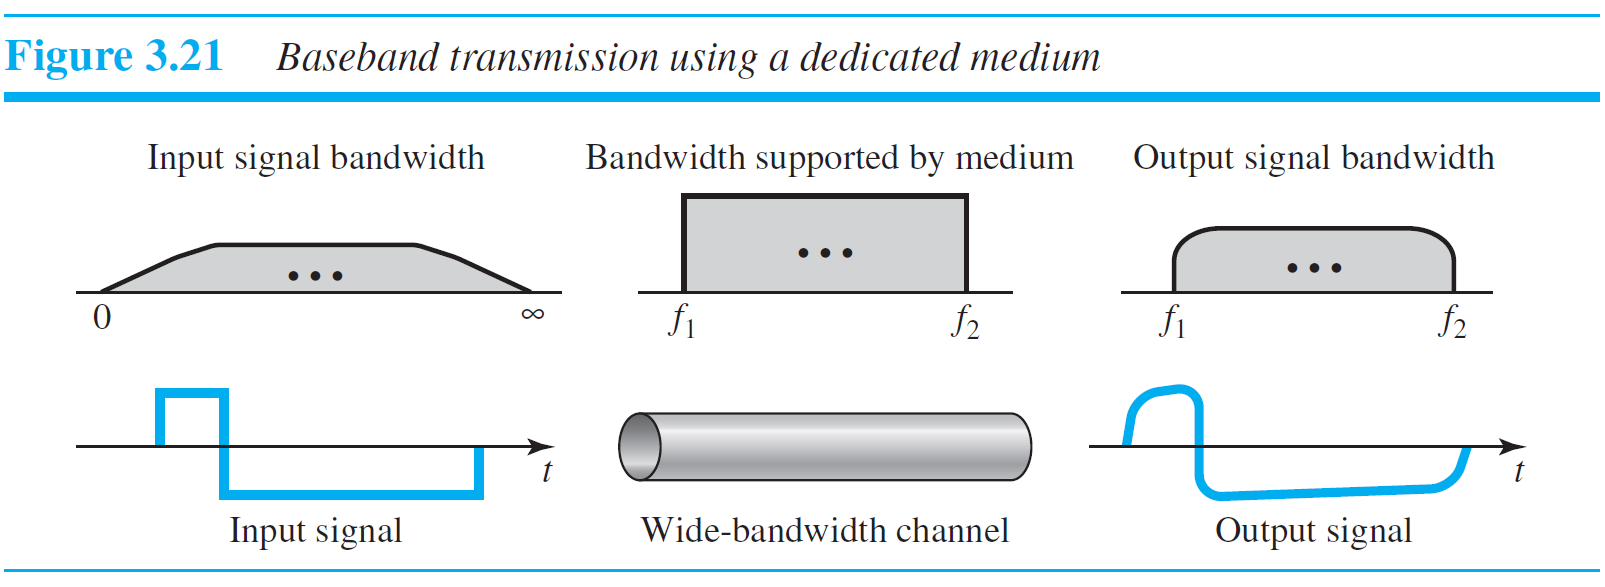 Figure 3.21 Baseband transmission using a dedicated medium
Input signal bandwidth
Bandwidth supported by medium
Output signal bandwidth
0 ∞
f1 f2
f1 f2
t
t
Input signal
Wide-bandwidth channel
Output signal